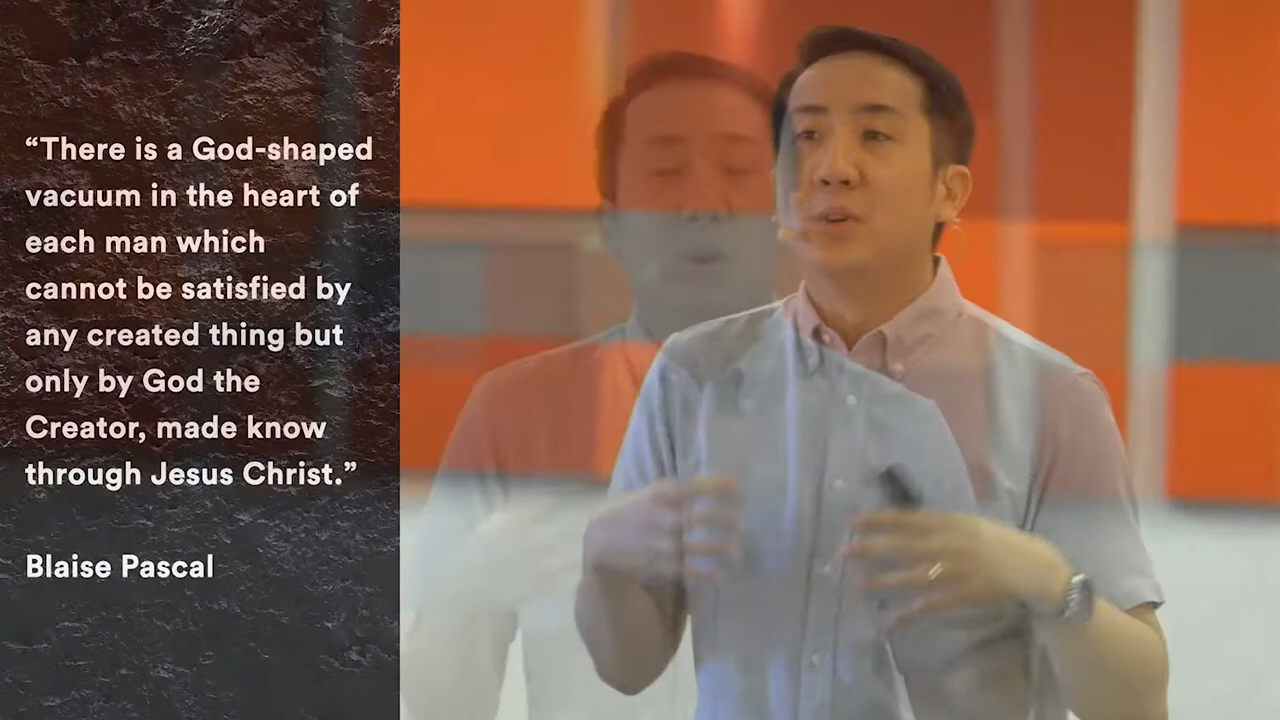 “There is a God-shaped
vacuum in the heart of
each man which
cannot be satisfied by
any created thing but
only by God the
Creator, made know
through Jesus Christ.”
Blaise Pascal